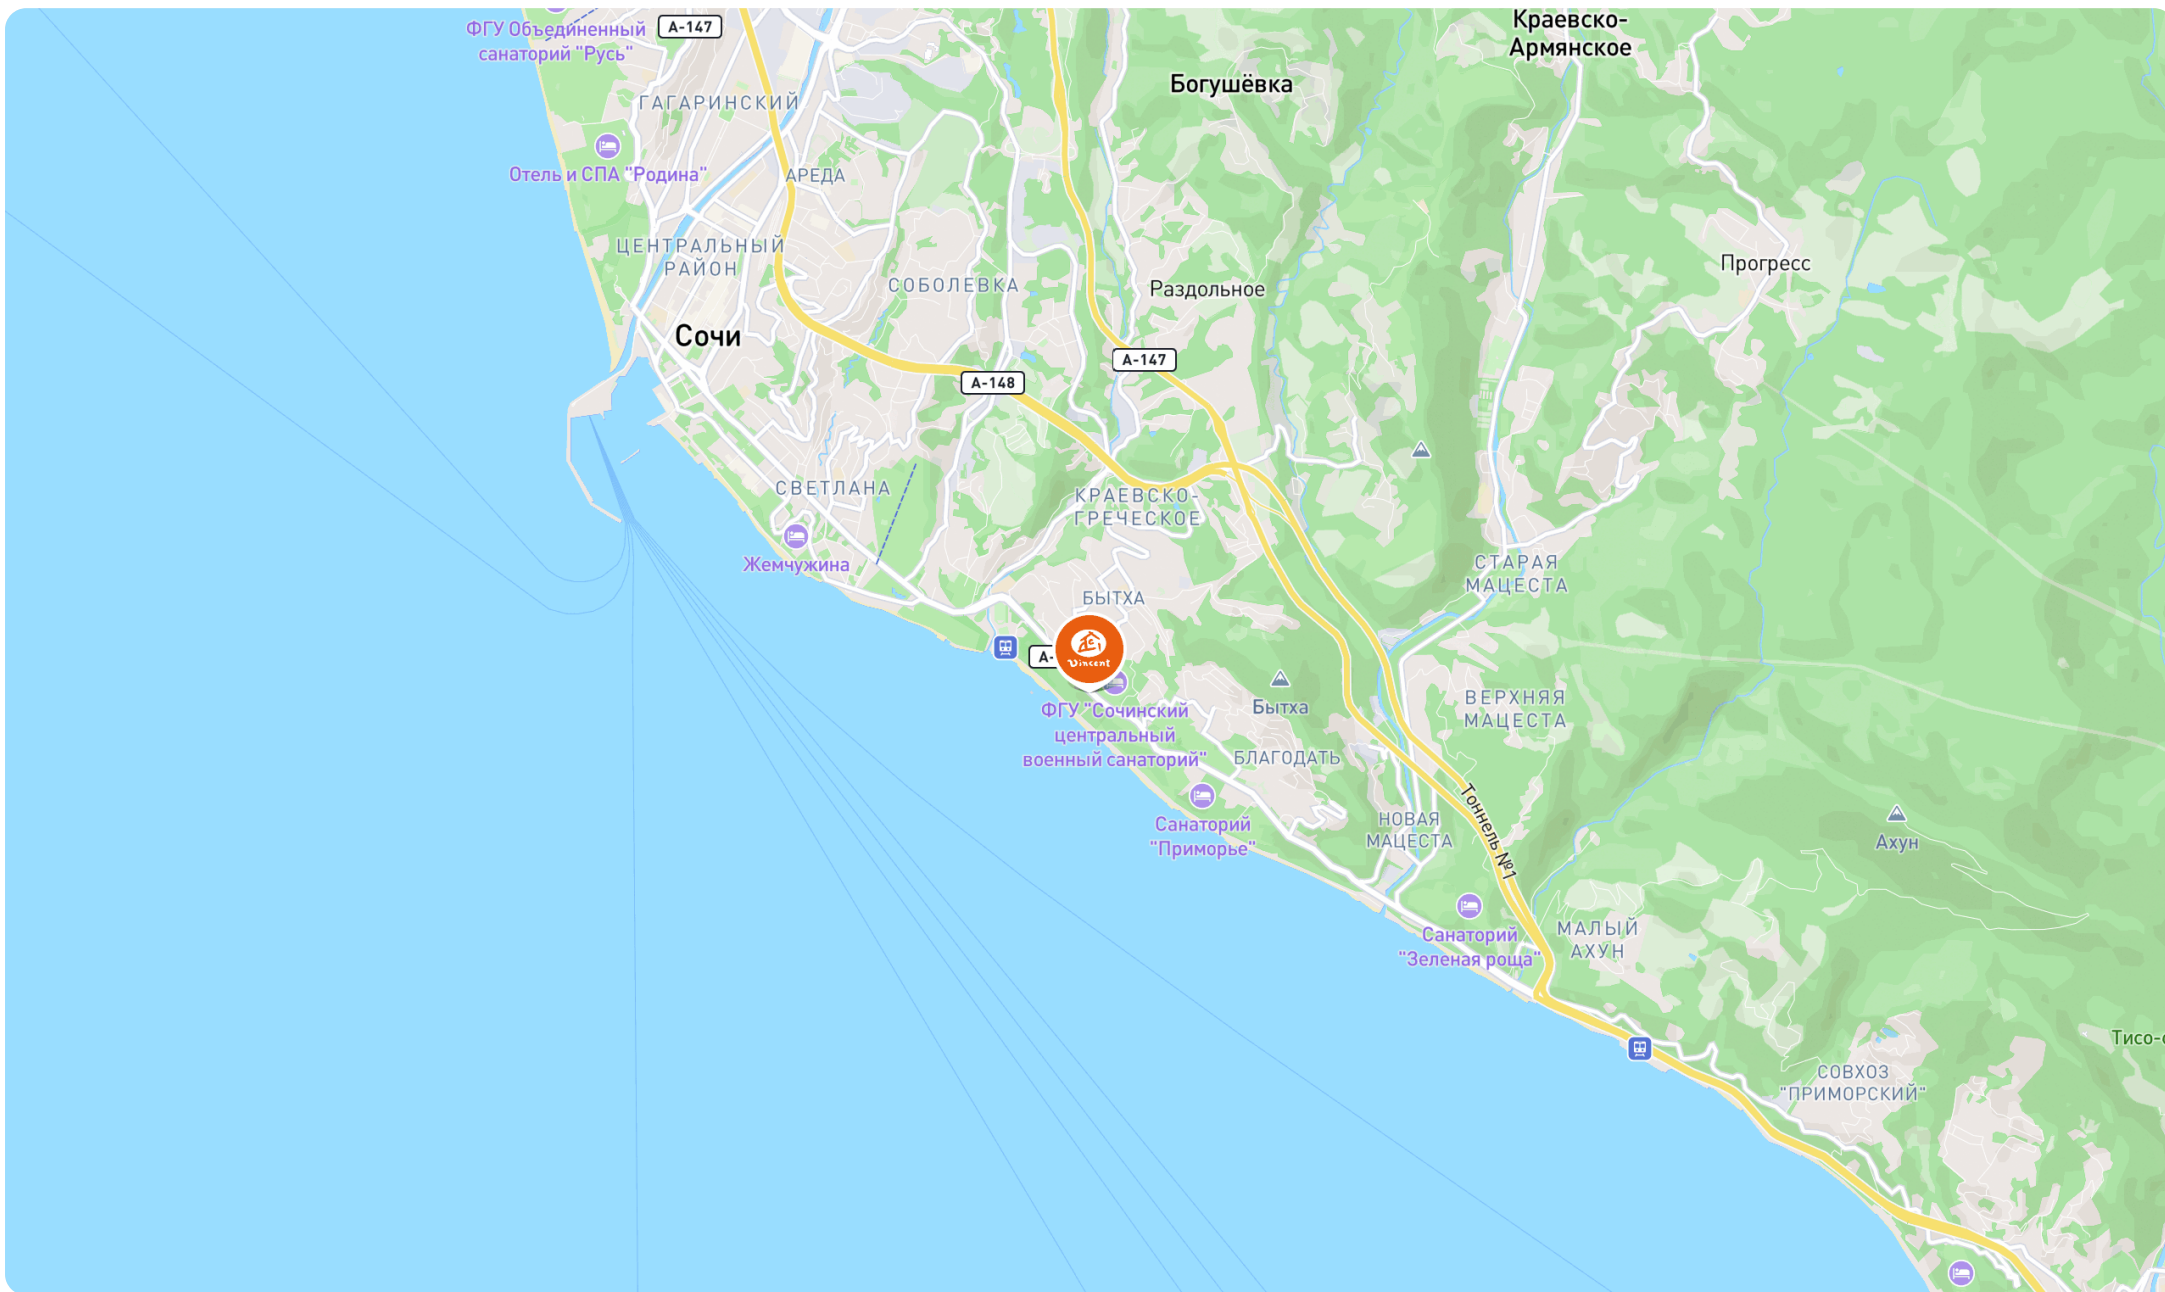 Краевско-
Армянское
ФГУ Объединенный
санаторий "Русь"
А-147
Богушёвка
ГАГАРИНСКИЙ
Отель и СПА "Родина"
АРЕДА
ЦЕНТРАЛЬНЫЙ
РАЙОН
Прогресс
СОБОЛЕВКА
Раздольное
Сочи
А-147
А-148
СВЕТЛАНА
КРАЕВСКО-
ГРЕЧЕСКОЕ
Жемчужина
СТАРАЯ
МАЦЕСТА
БЫТХА
А-
Vincent
ФГУ "Сочинский
центральный
военный санаторий"
Бытха
ВЕРХНЯЯ
МАЦЕСТА
БЛАГОДАТЬ
Тоннель №1
Санаторий
"Приморье"
НОВАЯ
МАЦЕСТА
Ахун
Санаторий
"Зеленая роща"
МАЛЫЙ
АХУН
Тисо-с
СОВХОЗ
"ПРИМОРСКИЙ"